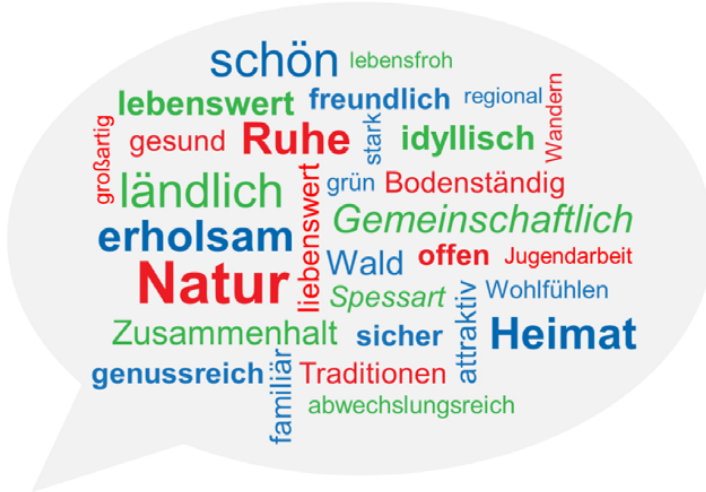 schön lebensfroh
lebenswert freundlich regional
Wandern
großartig
gesund Ruhe stark idyllisch
ländlich
liebenswert
grün Bodenständig
Gemeinschaftlich
erholsam
Wald offen Jugendarbeit
Natur
Spessart
attraktiv
Wohlfühlen
Zusammenhalt sicher Heimat
genussreich
familiär
Traditionen
abwechslungsreich